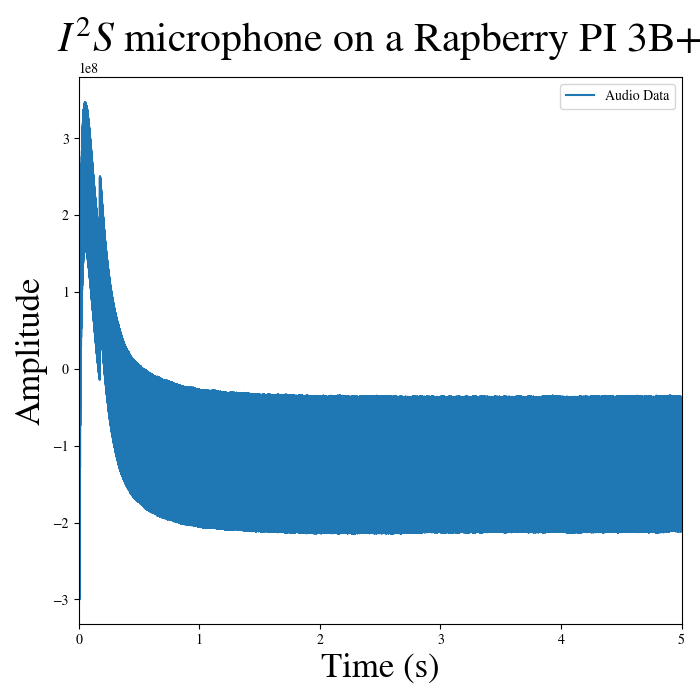 I²S microphone on a Rapberry PI 3B+
1e8
Audio Data
3
2
1
0
−1
−2
−3
Amplitude
0 1 2 3 4 5
Time (s)